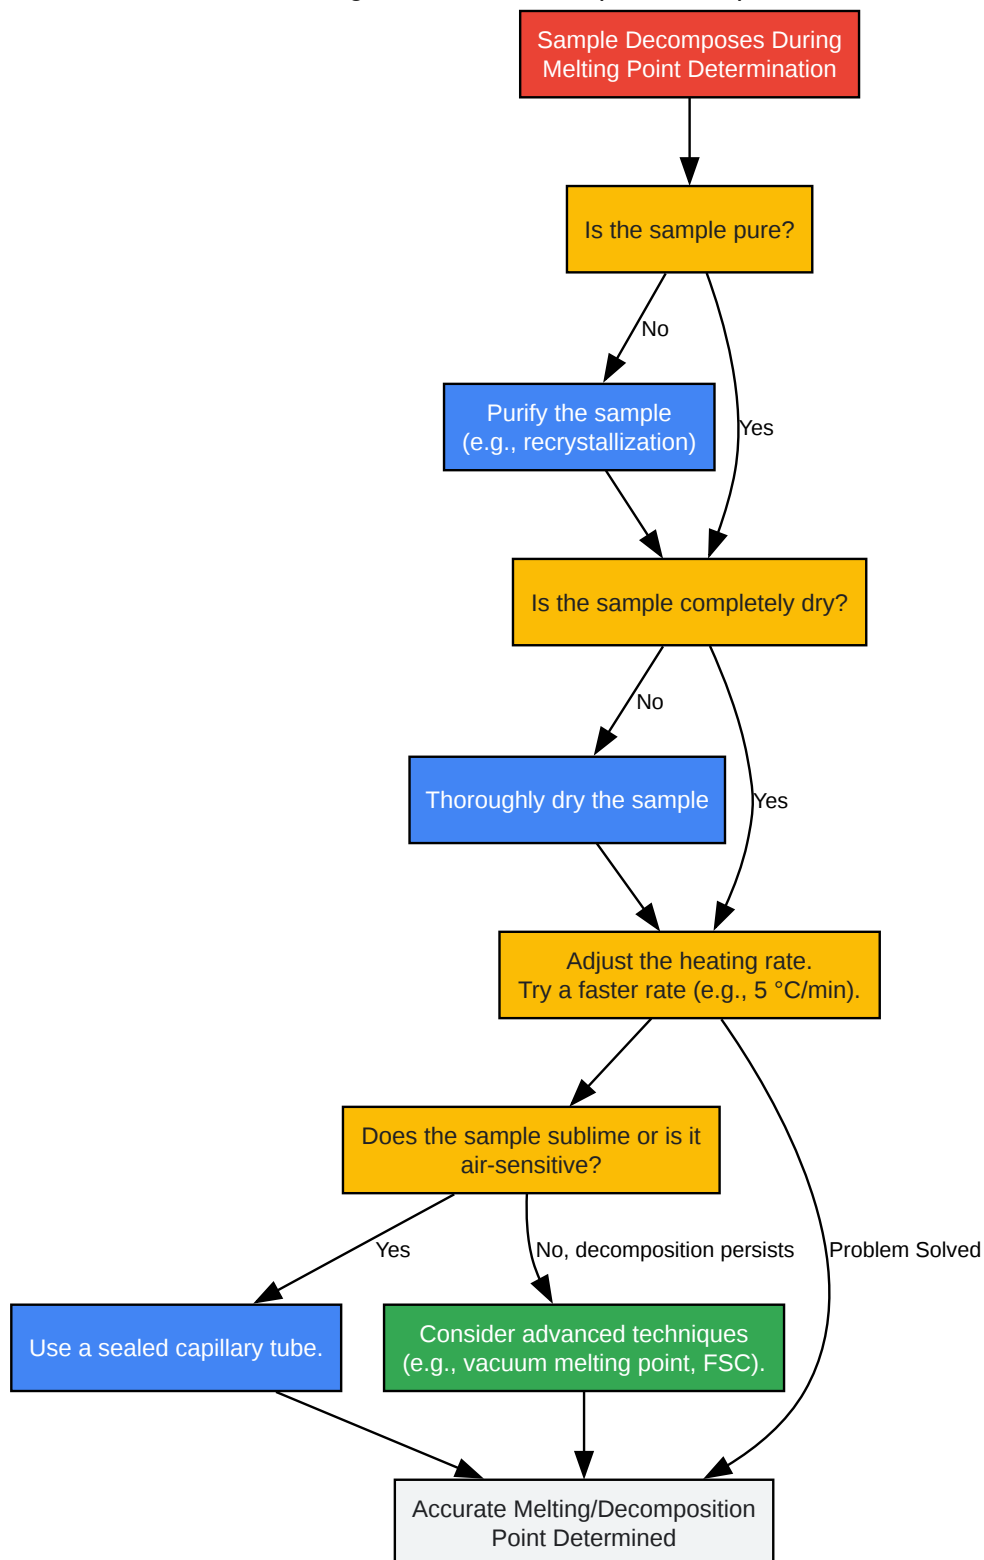 Sample Decomposes During
Melting Point Determination
Is the sample pure?
No
Purify the sample
(e.g., recrystallization)
Yes
Is the sample completely dry?
No
Thoroughly dry the sample
Yes
Adjust the heating rate.
Try a faster rate (e.g., 5 °C/min).
Does the sample sublime or is it
air-sensitive?
Yes
No, decomposition persists
Problem Solved
Use a sealed capillary tube.
Consider advanced techniques
(e.g., vacuum melting point, FSC).
Accurate Melting/Decomposition
Point Determined